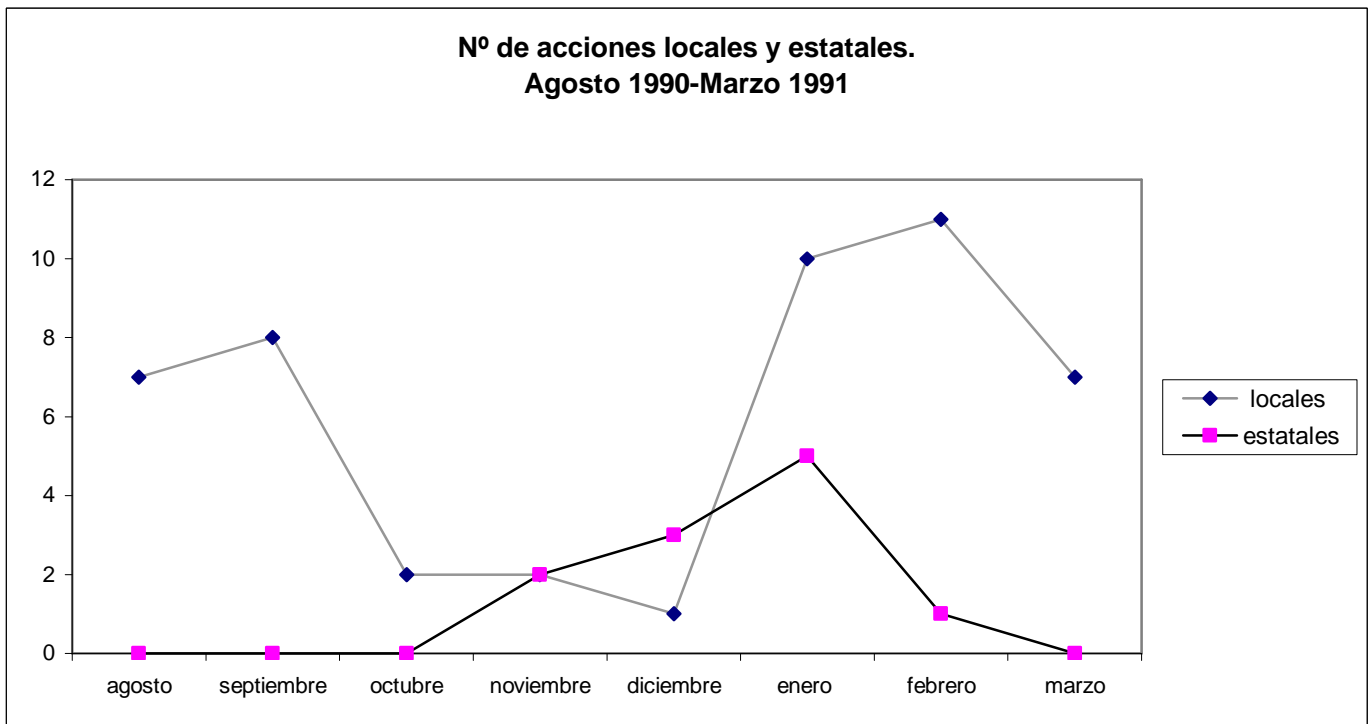 Nº de acciones locales y estatales.
Agosto 1990-Marzo 1991
12
10
8
6
4
2
0
agosto septiembre octubre noviembre diciembre enero febrero marzo
locales
estatales